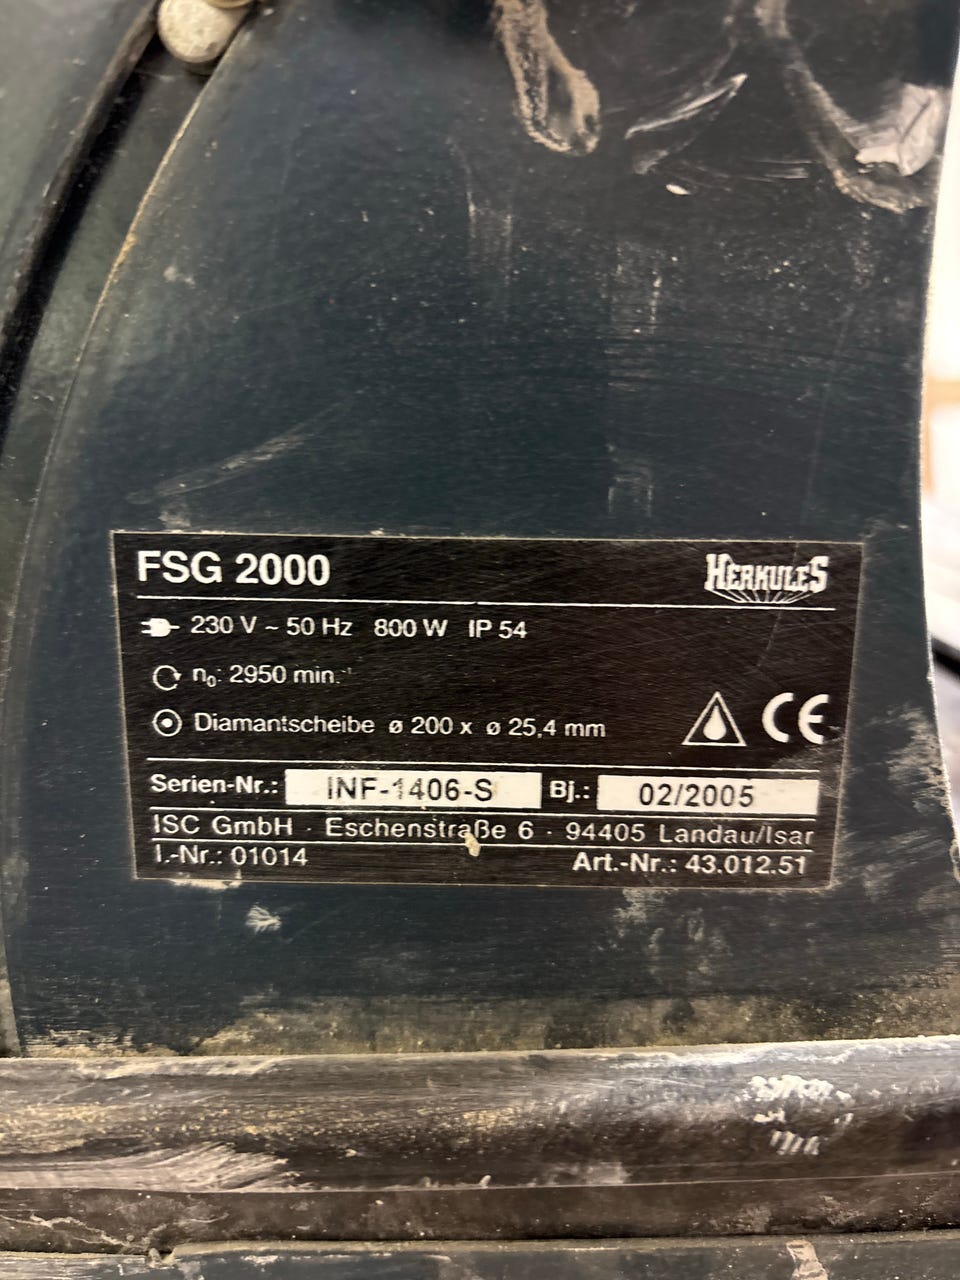 FSG 2000 HERKULES
230 V ~ 50 Hz 800 W IP 54
n₀: 2950 min.⁻¹
Diamantscheibe ø 200 x ø 25,4 mm CE
Serien-Nr.: INF-1406-S Bj.: 02/2005
ISC GmbH · Eschenstraße 6 · 94405 Landau/Isar
I.-Nr.: 01014 Art.-Nr.: 43.012.51